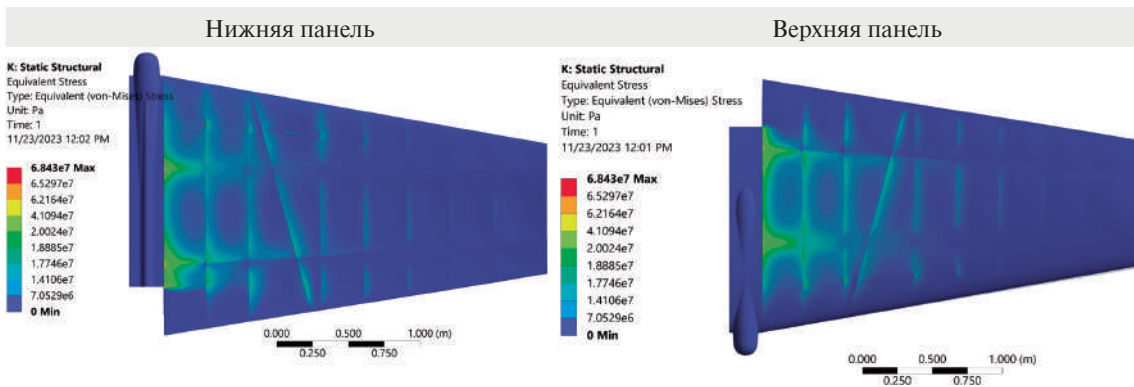 Нижняя панель
Верхняя панель
K: Static Structural
Equivalent Stress
Type: Equivalent (von-Mises) Stress
Unit: Pa
Time: 1
11/23/2023 12:02 PM
6.843e7 Max
6.5297e7
6.2164e7
4.1094e7
2.0024e7
1.8885e7
1.7746e7
1.4106e7
7.0529e6
0 Min
0.000
0.500
1.000 (m)
0.250
0.750
K: Static Structural
Equivalent Stress
Type: Equivalent (von-Mises) Stress
Unit: Pa
Time: 1
11/23/2023 12:01 PM
6.843e7 Max
6.5297e7
6.2164e7
4.1094e7
2.0024e7
1.8885e7
1.7746e7
1.4106e7
7.0529e6
0 Min
0.000
0.500
1.000 (m)
0.250
0.750